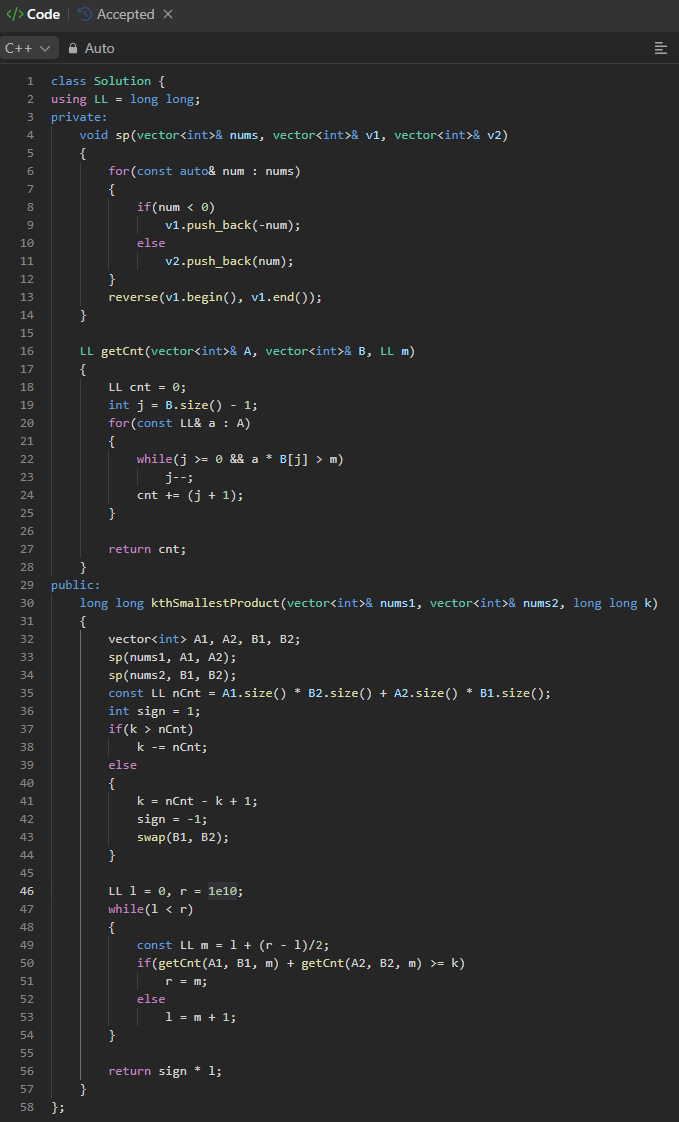 </> Code Accepted ×
C++ Auto
1 class Solution {
2 using LL = long long;
3 private:
4     void sp(vector<int>& nums, vector<int>& v1, vector<int>& v2)
5     {
6         for(const auto& num : nums)
7         {
8             if(num < 0)
9                 v1.push_back(-num);
10             else
11                 v2.push_back(num);
12         }
13         reverse(v1.begin(), v1.end());
14     }
15
16     LL getCnt(vector<int>& A, vector<int>& B, LL m)
17     {
18         LL cnt = 0;
19         int j = B.size() - 1;
20         for(const LL& a : A)
21         {
22             while(j >= 0 && a * B[j] > m)
23                 j--;
24             cnt += (j + 1);
25         }
26
27         return cnt;
28     }
29 public:
30     long long kthSmallestProduct(vector<int>& nums1, vector<int>& nums2, long long k)
31     {
32         vector<int> A1, A2, B1, B2;
33         sp(nums1, A1, A2);
34         sp(nums2, B1, B2);
35         const LL nCnt = A1.size() * B2.size() + A2.size() * B1.size();
36         int sign = 1;
37         if(k > nCnt)
38             k -= nCnt;
39         else
40         {
41             k = nCnt - k + 1;
42             sign = -1;
43             swap(B1, B2);
44         }
45
46         LL l = 0, r = 1e10;
47         while(l < r)
48         {
49             const LL m = l + (r - l)/2;
50             if(getCnt(A1, B1, m) + getCnt(A2, B2, m) >= k)
51                 r = m;
52             else
53                 l = m + 1;
54         }
55
56         return sign * l;
57     }
58 };